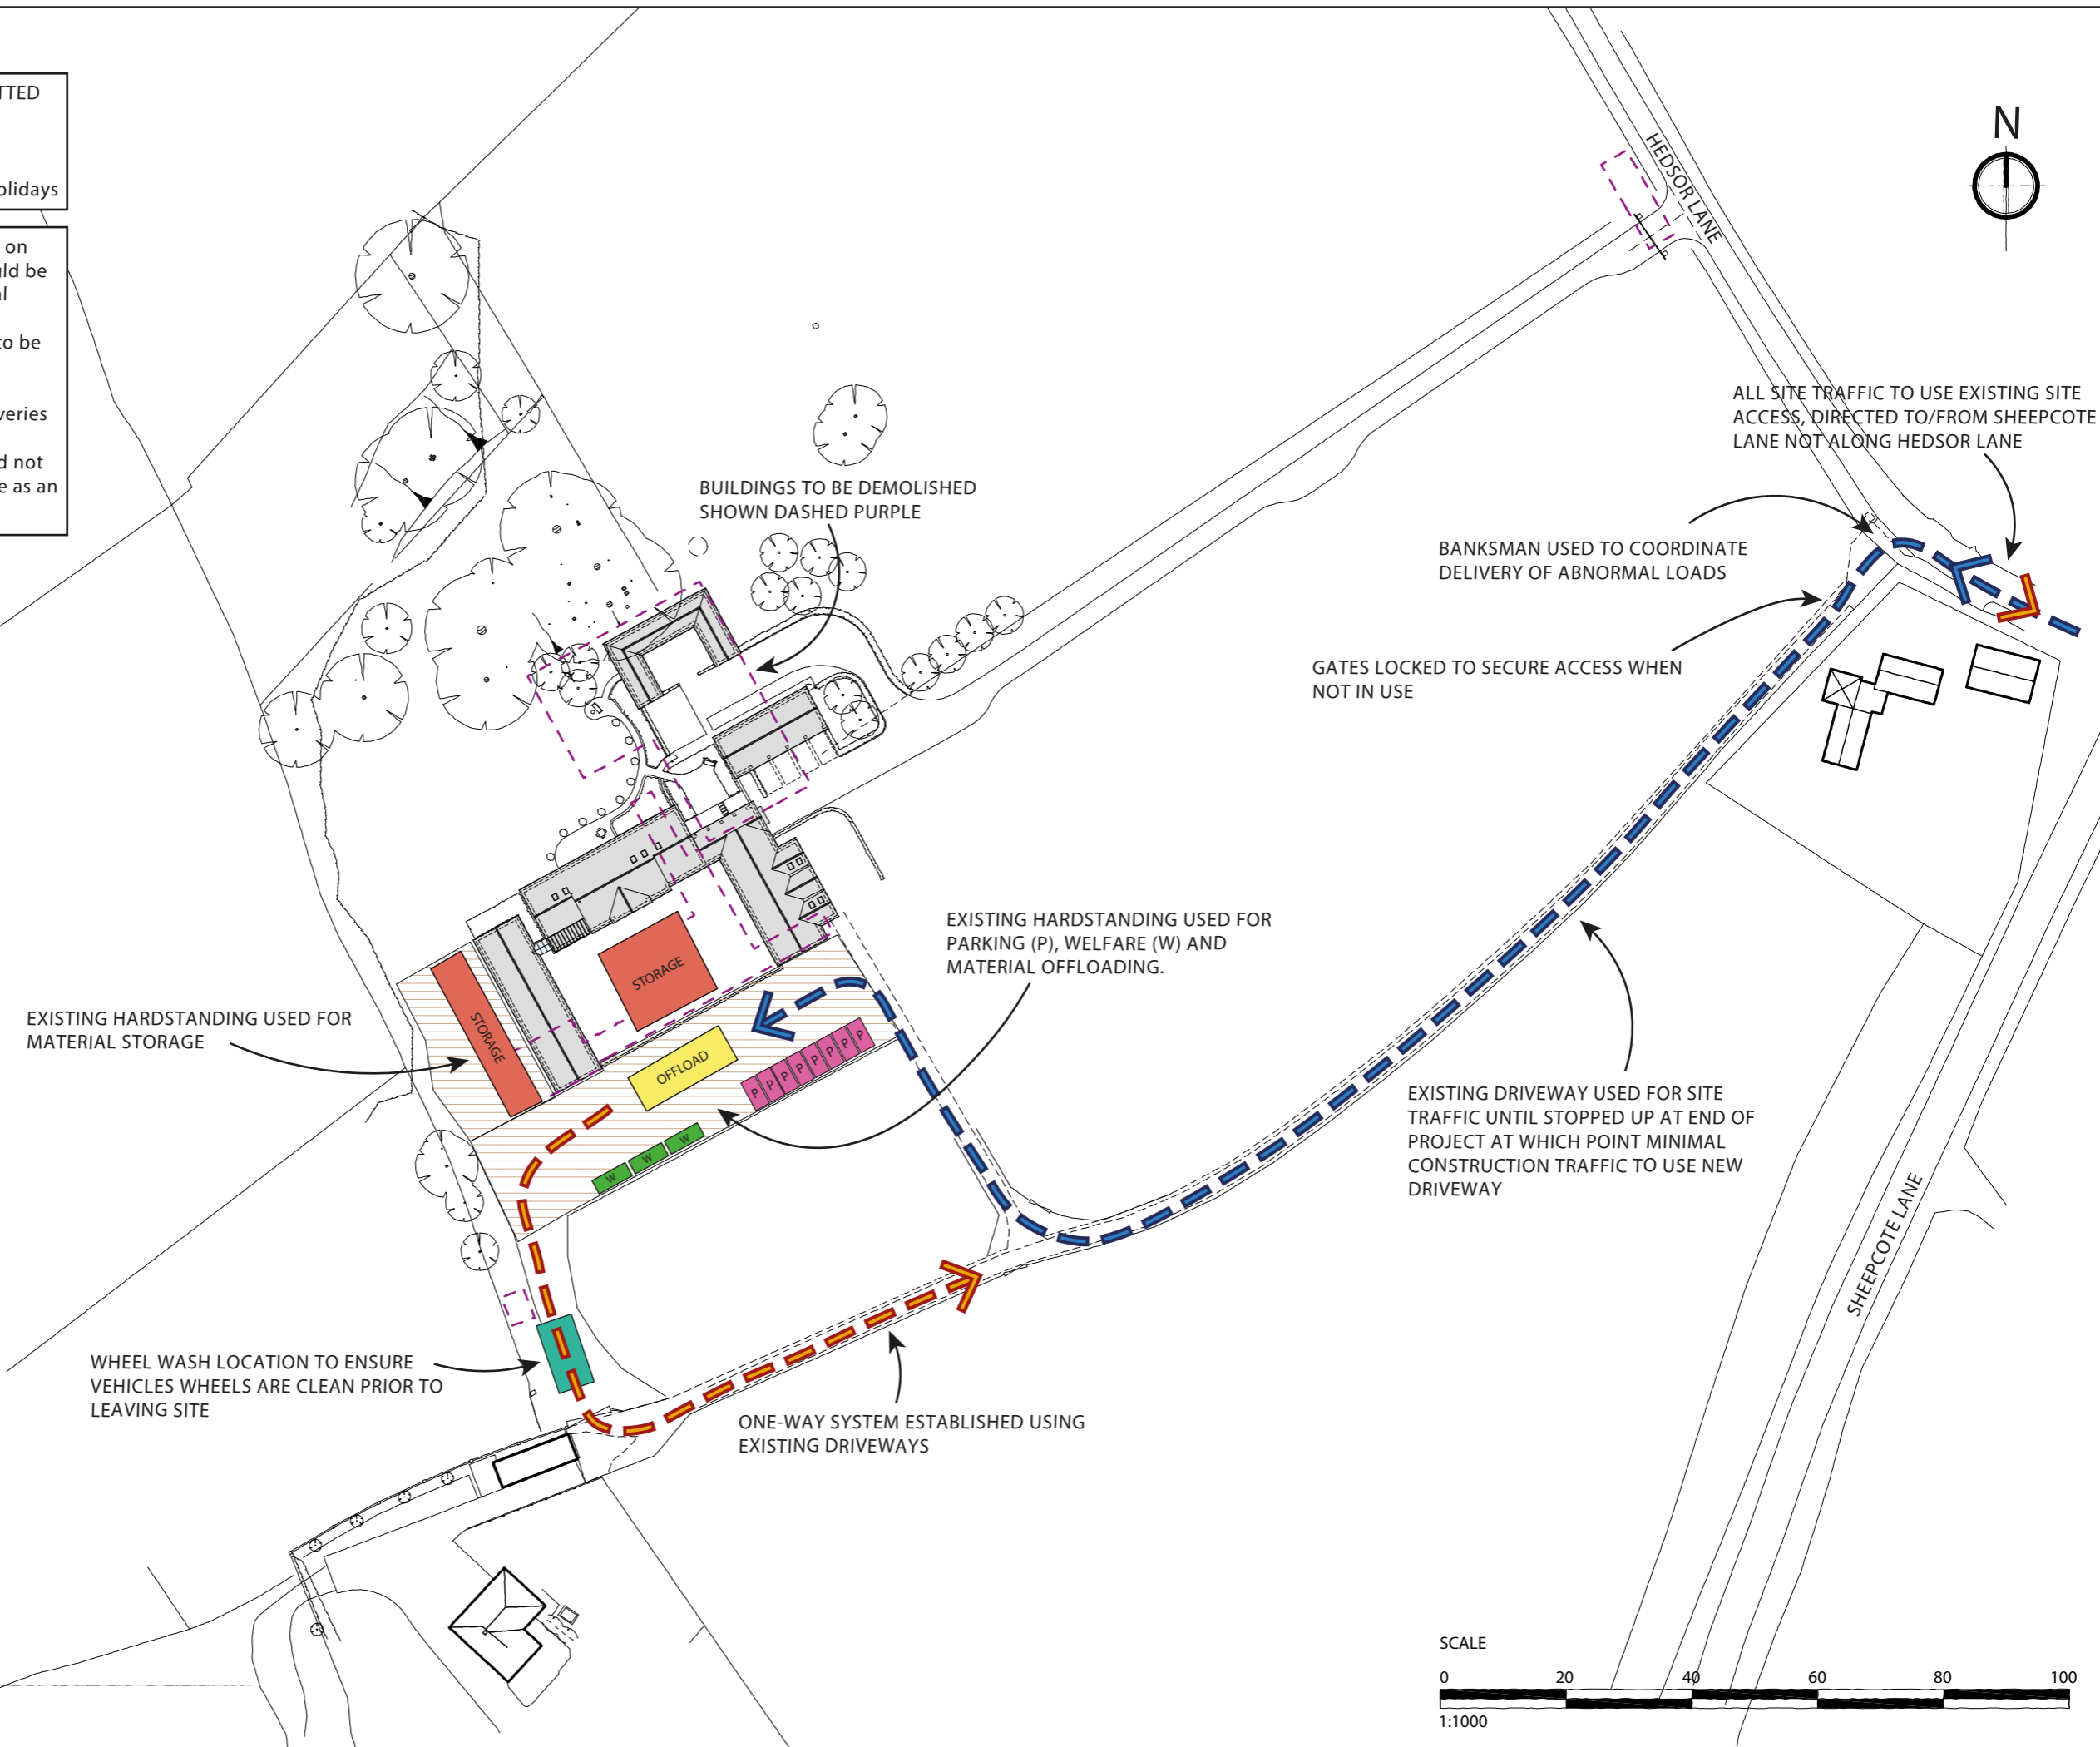 TTED
olidays
on
uld be
al
to be
veries
d not
e as an
N
HEDSOR LANE
ALL SITE TRAFFIC TO USE EXISTING SITE
ACCESS, DIRECTED TO/FROM SHEEPCOTE
LANE NOT ALONG HEDSOR LANE
BUILDINGS TO BE DEMOLISHED
SHOWN DASHED PURPLE
BANKSMAN USED TO COORDINATE
DELIVERY OF ABNORMAL LOADS
GATES LOCKED TO SECURE ACCESS WHEN
NOT IN USE
EXISTING HARDSTANDING USED FOR
PARKING (P), WELFARE (W) AND
MATERIAL OFFLOADING.
STORAGE
EXISTING HARDSTANDING USED FOR
MATERIAL STORAGE
STORAGE
OFFLOAD
P P P P P P P P
W W W
EXISTING DRIVEWAY USED FOR SITE
TRAFFIC UNTIL STOPPED UP AT END OF
PROJECT AT WHICH POINT MINIMAL
CONSTRUCTION TRAFFIC TO USE NEW
DRIVEWAY
SHEEPCOTE LANE
WHEEL WASH LOCATION TO ENSURE
VEHICLES WHEELS ARE CLEAN PRIOR TO
LEAVING SITE
ONE-WAY SYSTEM ESTABLISHED USING
EXISTING DRIVEWAYS
SCALE
0 20 40 60 80 100
1:1000